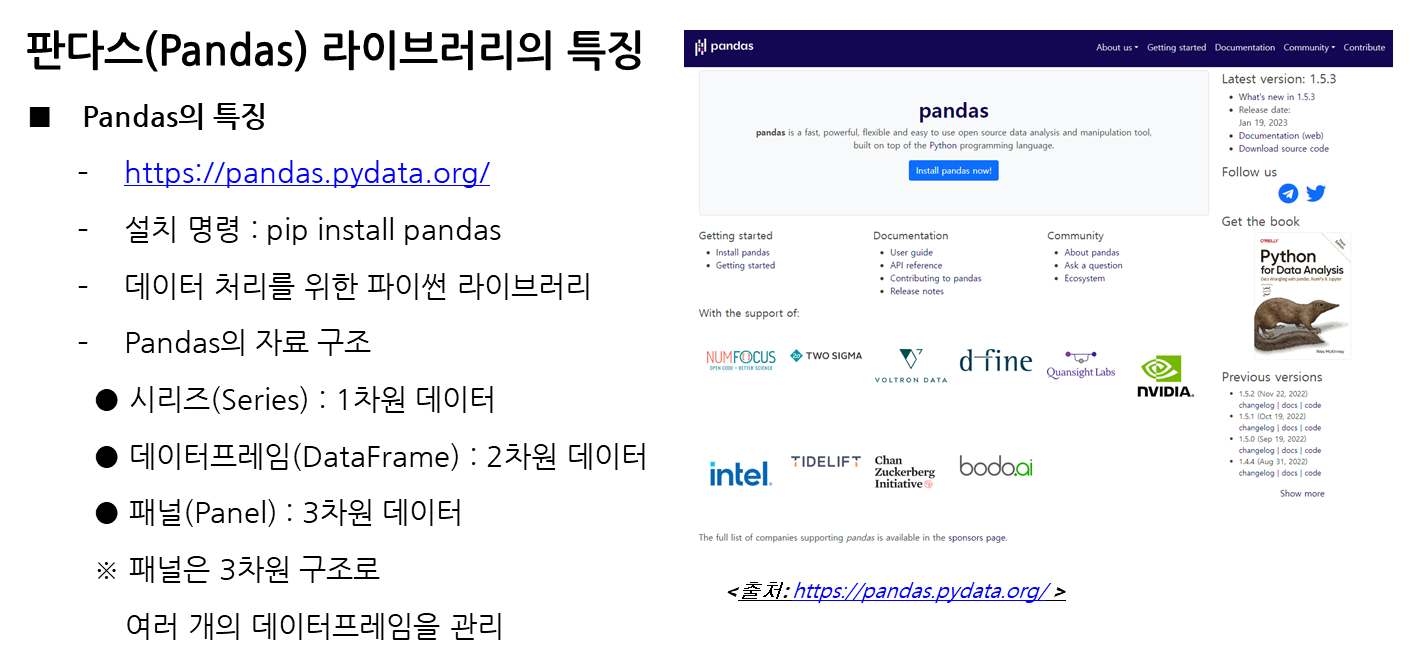 판다스(Pandas) 라이브러리의 특징
■ Pandas의 특징
- https://pandas.pydata.org/
- 설치 명령 : pip install pandas
- 데이터 처리를 위한 파이썬 라이브러리
- Pandas의 자료 구조
● 시리즈(Series) : 1차원 데이터
● 데이터프레임(DataFrame) : 2차원 데이터
● 패널(Panel) : 3차원 데이터
※ 패널은 3차원 구조로
여러 개의 데이터프레임을 관리
pandas
About us Getting started Documentation Community Contribute
pandas
pandas is a fast, powerful, flexible and easy to use open source data analysis and manipulation tool,
built on top of the Python programming language.
Install pandas now!
Getting started
• Install pandas
• Getting started
Documentation
• User guide
• API reference
• Contributing to pandas
• Release notes
Community
• About pandas
• Ask a question
• Ecosystem
With the support of:
NUMFOCUS
OPEN CODE = BETTER SCIENCE
TWO SIGMA
VOLTRON DATA
d-fine
Quansight Labs
NVIDIA.
intel.
TIDELIFT
Chan
Zuckerberg
Initiative
bodo.ai
The full list of companies supporting pandas is available in the sponsors page.
Latest version: 1.5.3
• What's new in 1.5.3
• Release date:
Jan 19, 2023
• Documentation (web)
• Download source code
Follow us
Get the book
O'REILLY
Python
for Data Analysis
Data Wrangling with pandas, NumPy & Jupyter
Wes McKinney
Previous versions
• 1.5.2 (Nov 22, 2022)
changelog | docs | code
• 1.5.1 (Oct 19, 2022)
changelog | docs | code
• 1.5.0 (Sep 19, 2022)
changelog | docs | code
• 1.4.4 (Aug 31, 2022)
changelog | docs | code
Show more
<출처: https://pandas.pydata.org/ >